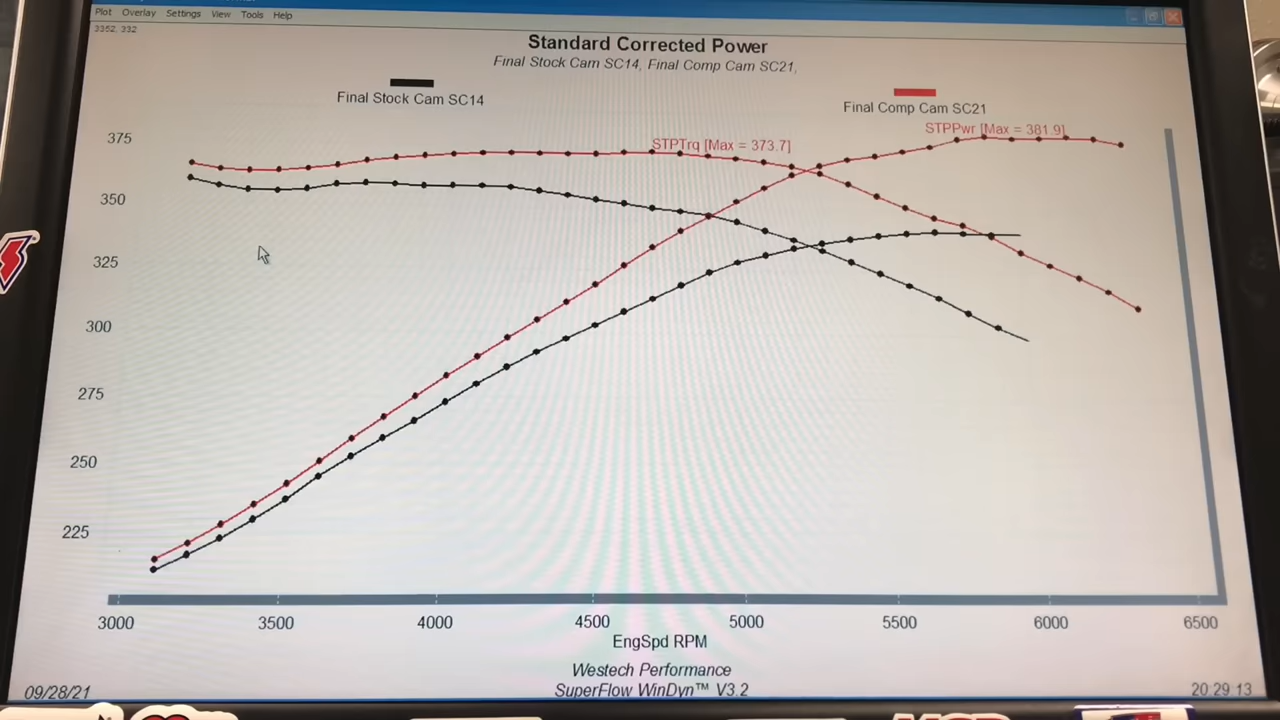 Plot Overlay Settings View Tools Help
3352, 332
Standard Corrected Power
Final Stock Cam SC14, Final Comp Cam SC21,
Final Stock Cam SC14
Final Comp Cam SC21
STPTrq [Max = 373.7]
STPPwr [Max = 381.9]
375
350
325
300
275
250
225
3000 3500 4000 4500 5000 5500 6000 6500
EngSpd RPM
Westech Performance
SuperFlow WinDyn™ V3.2
09/28/21
20:29:13